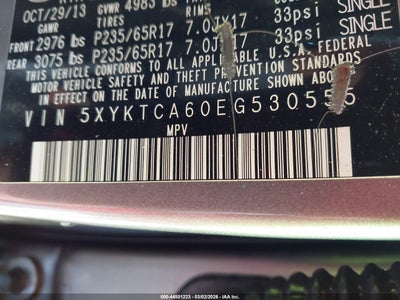 OCT/29/13 GVWR 4983 lbs
GAWR TIRES RIMS
FRONT 2976 lbs P235/65R17 7.0JX17 33psi SINGLE
REAR 3075 lbs P235/65R17 7.0JX17 33psi SINGLE
THIS VEHICLE CONFORMS TO ALL APPLICABLE U.S.A. FEDERAL
MOTOR VEHICLE SAFETY AND THEFT PREVENTION STANDARDS
IN EFFECT ON THE DATE OF MANUFACTURE SHOWN ABOVE.
VIN 5XYKTCA60EG530555
MPV
000-44501223 - 03/02/2026 - IAA Inc.